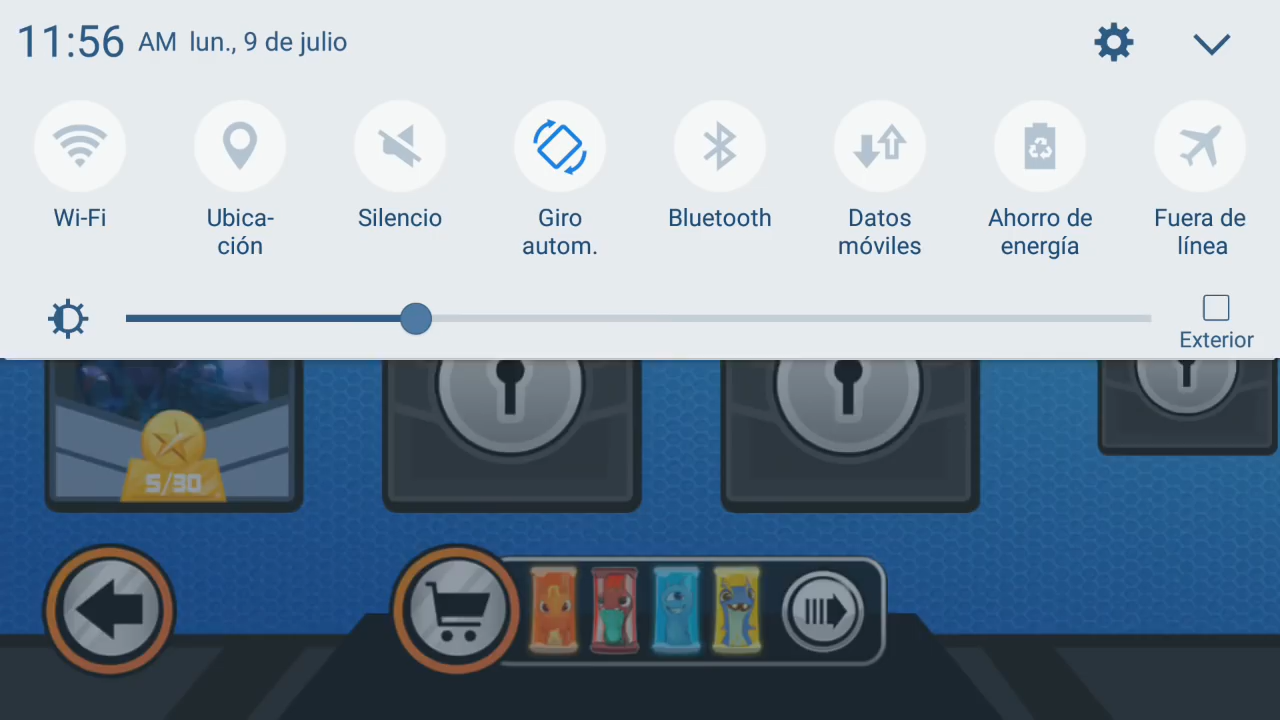 11:56 AM lun., 9 de julio
Wi-Fi
Ubica-
ción
Silencio
Giro
autom.
Bluetooth
Datos
móviles
Ahorro de
energía
Fuera de
línea
Exterior
5/30